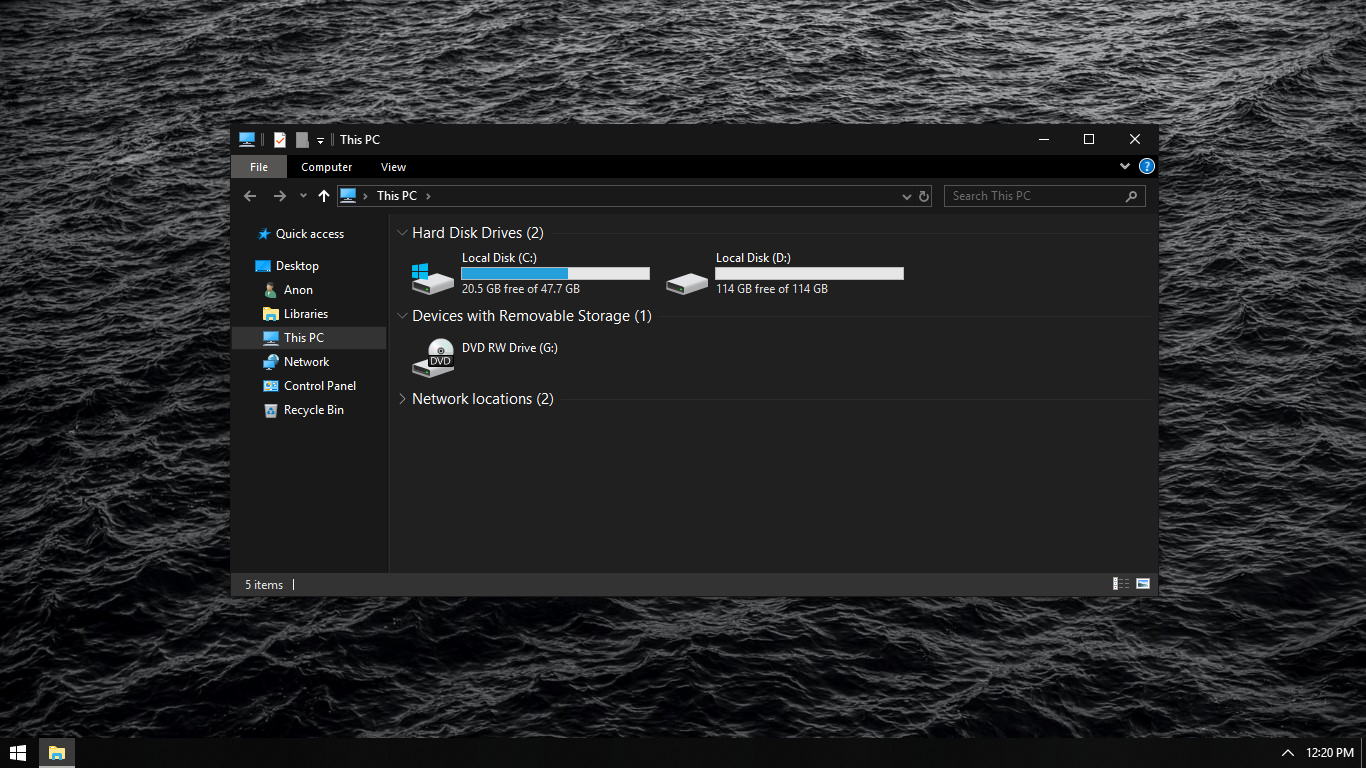 This PC
File Computer View ?
This PC
Search This PC
Quick access
Desktop
Anon
Libraries
This PC
Network
Control Panel
Recycle Bin
Hard Disk Drives (2)
Local Disk (C:)
20.5 GB free of 47.7 GB
Local Disk (D:)
114 GB free of 114 GB
Devices with Removable Storage (1)
DVD
DVD RW Drive (G:)
Network locations (2)
5 items
12:20 PM